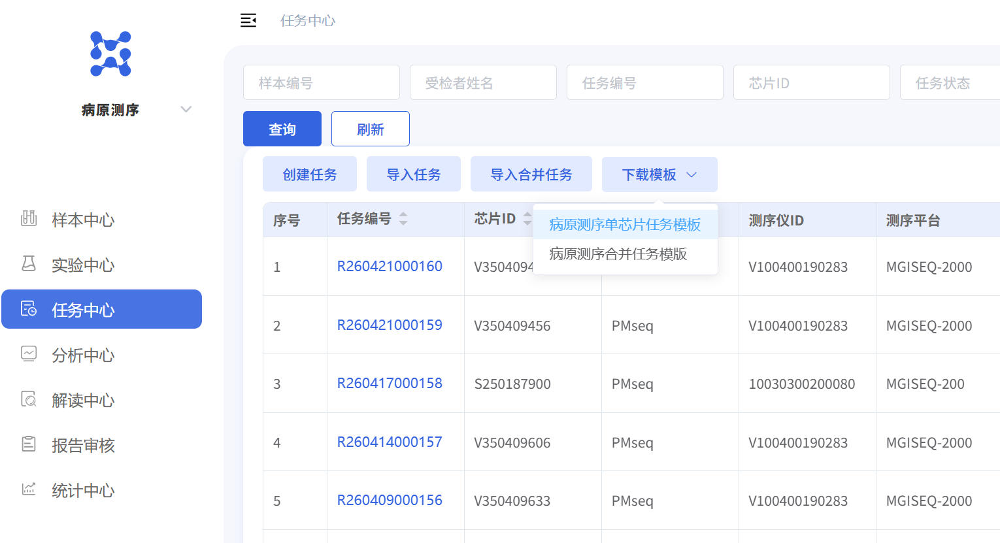 任务中心
病原测序
样本编号 受检者姓名 任务编号 芯片ID 任务状态
查询 刷新
创建任务 导入任务 导入合并任务 下载模板
样本中心
实验中心
任务中心
分析中心
解读中心
报告审核
统计中心
序号 任务编号 芯片ID 测序仪ID 测序平台
病原测序单芯片任务模板
病原测序合并任务模版
1 R260421000160 V3504094 V100400190283 MGISEQ-2000
2 R260421000159 V350409456 PMseq V100400190283 MGISEQ-2000
3 R260417000158 S250187900 PMseq 10030300200080 MGISEQ-200
4 R260414000157 V350409606 PMseq V100400190283 MGISEQ-2000
5 R260409000156 V350409633 PMseq V100400190283 MGISEQ-2000